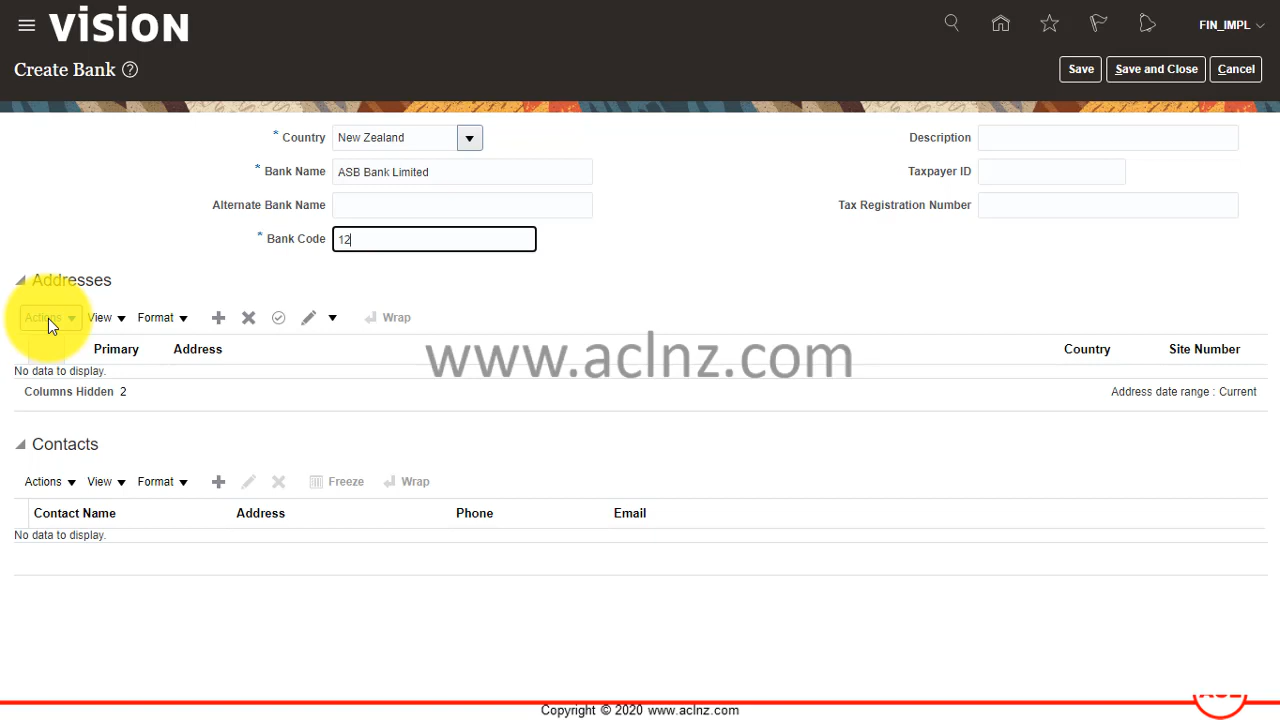 vision
FIN_IMPL
Create Bank
Save
Save and Close
Cancel
* Country New Zealand
Description
* Bank Name ASB Bank Limited
Taxpayer ID
Alternate Bank Name
Tax Registration Number
* Bank Code 12
Addresses
Actions View Format Wrap
Primary Address Country Site Number
www.aclnz.com
No data to display.
Columns Hidden 2
Address date range : Current
Contacts
Actions View Format Freeze Wrap
Contact Name Address Phone Email
No data to display.
ACL
Copyright © 2020 www.aclnz.com